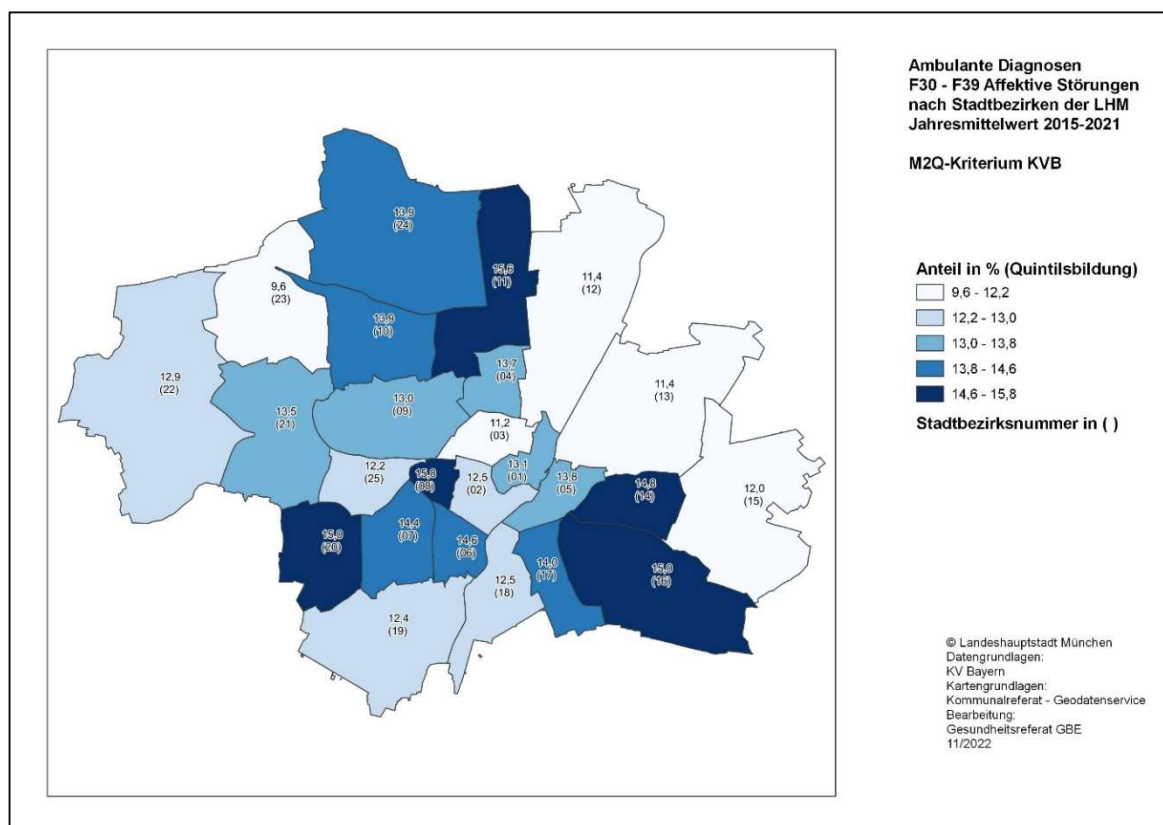 Ambulante Diagnosen
F30 - F39 Affektive Störungen
nach Stadtbezirken der LHM
Jahresmittelwert 2015-2021
M2Q-Kriterium KVB
Anteil in % (Quintilsbildung)
9,6 - 12,2
12,2 - 13,0
13,0 - 13,8
13,8 - 14,6
14,6 - 15,8
Stadtbezirksnummer in ( )
13,9
(24)
15,6
(11)
11,4
(12)
9,6
(23)
13,9
(10)
13,7
(04)
12,9
(22)
13,5
(21)
13,0
(09)
11,4
(13)
11,2
(03)
12,2
(25)
15,8
(08)
12,5
(02)
13,1
(01)
13,8
(05)
14,8
(14)
12,0
(15)
15,0
(20)
14,4
(07)
14,6
(06)
14,0
(17)
15,0
(16)
12,5
(18)
12,4
(19)
© Landeshauptstadt München
Datengrundlagen:
KV Bayern
Kartengrundlagen:
Kommunalreferat - Geodatenservice
Bearbeitung:
Gesundheitsreferat GBE
11/2022